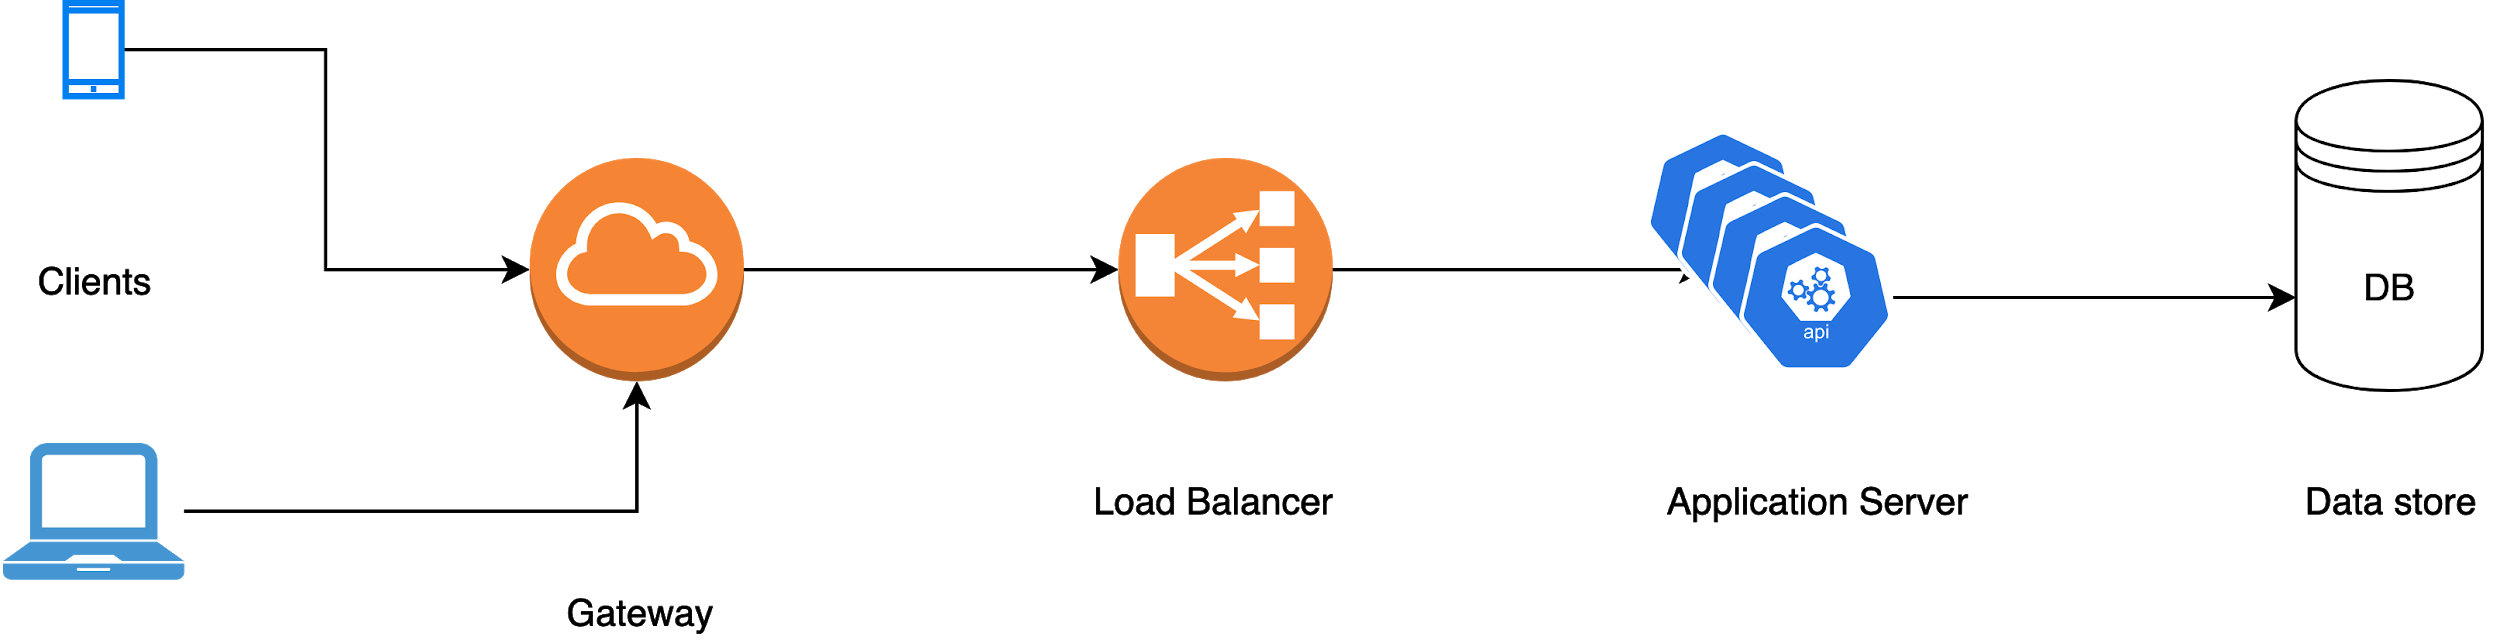 Clients
DB
api
Load Balancer
Application Server
Data store
Gateway